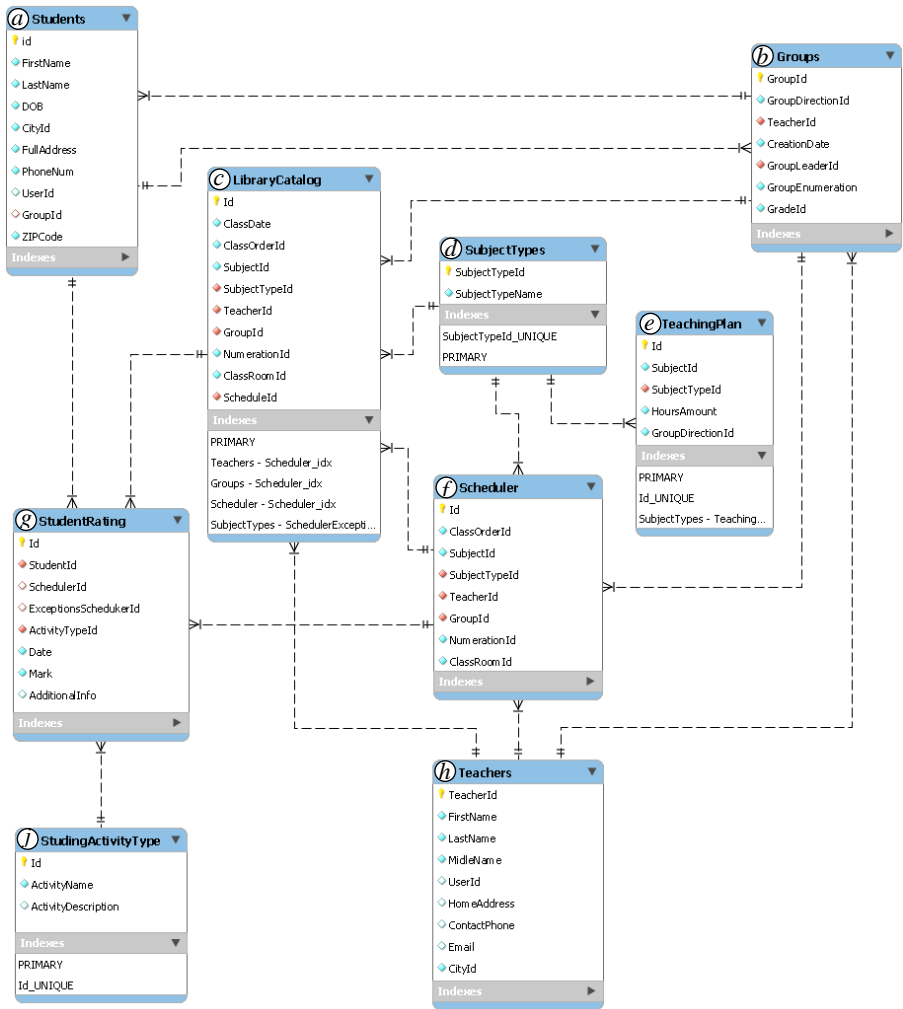 a Students
id
FirstName
LastName
DOB
CityId
FullAddress
PhoneNum
UserId
GroupId
ZIPCode
Indexes
b Groups
GroupId
GroupDirectionId
TeacherId
CreationDate
GroupLeaderId
GroupEnumeration
GradeId
Indexes
c LibraryCatalog
Id
ClassDate
ClassOrderId
SubjectId
SubjectTypeId
TeacherId
GroupId
NumerationId
ClassRoomId
ScheduleId
Indexes
PRIMARY
Teachers - Scheduler_idx
Groups - Scheduler_idx
Scheduler - Scheduler_idx
SubjectTypes - SchedulerExcepti...
d SubjectTypes
SubjectTypeId
SubjectTypeName
Indexes
SubjectTypeId_UNIQUE
PRIMARY
e TeachingPlan
Id
SubjectId
SubjectTypeId
HoursAmount
GroupDirectionId
Indexes
PRIMARY
Id_UNIQUE
SubjectTypes - Teaching...
f Scheduler
Id
ClassOrderId
SubjectId
SubjectTypeId
TeacherId
GroupId
NumerationId
ClassRoomId
Indexes
g StudentRating
Id
StudentId
SchedulerId
ExceptionsSchedukerId
ActivityTypeId
Date
Mark
AdditionalInfo
Indexes
h Teachers
TeacherId
FirstName
LastName
MidleName
UserId
HomeAddress
ContactPhone
Email
CityId
Indexes
J StudingActivityType
Id
ActivityName
ActivityDescription
Indexes
PRIMARY
Id_UNIQUE